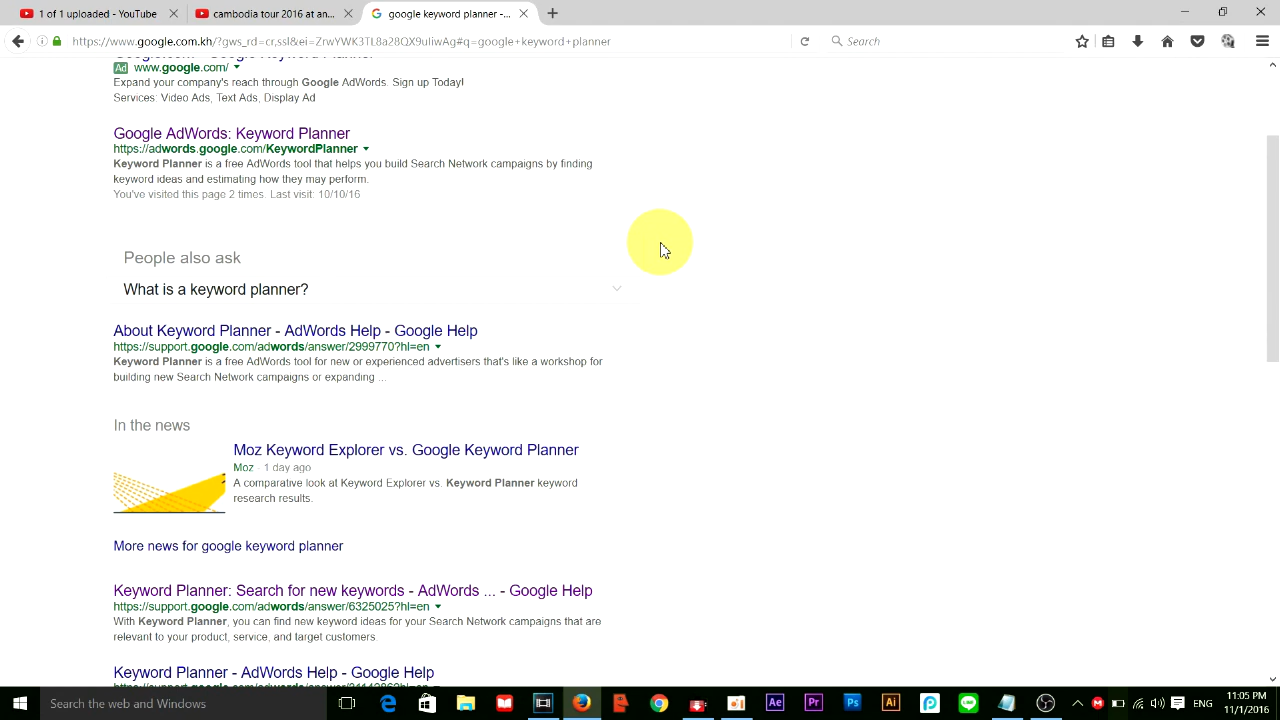 1 of 1 uploaded - YouTube
201610 - YouTube
google keyword planner -...
https://www.google.com.kh/?gws_rd=cr,ssl&ei=ZrwYWK3TL8a28QX9uIiwAg#q=google+keyword+planner
Search
Ad www.google.com/
Expand your company's reach through Google AdWords. Sign up Today!
Services: Video Ads, Text Ads, Display Ad
Google AdWords: Keyword Planner
https://adwords.google.com/KeywordPlanner
Keyword Planner is a free AdWords tool that helps you build Search Network campaigns by finding
keyword ideas and estimating how they may perform.
You've visited this page 2 times. Last visit: 10/10/16
People also ask
What is a keyword planner?
About Keyword Planner - AdWords Help - Google Help
https://support.google.com/adwords/answer/2999770?hl=en
Keyword Planner is a free AdWords tool for new or experienced advertisers that's like a workshop for
building new Search Network campaigns or expanding ...
In the news
Moz Keyword Explorer vs. Google Keyword Planner
Moz - 1 day ago
A comparative look at Keyword Explorer vs. Keyword Planner keyword
research results.
More news for google keyword planner
Keyword Planner: Search for new keywords - AdWords ... - Google Help
https://support.google.com/adwords/answer/6325025?hl=en
With Keyword Planner, you can find new keyword ideas for your Search Network campaigns that are
relevant to your product, service, and target customers.
Keyword Planner - AdWords Help - Google Help
Search the web and Windows
Ae
Pr
Ps
Ai
LINE
ENG
11:05 PM
11/1/2016